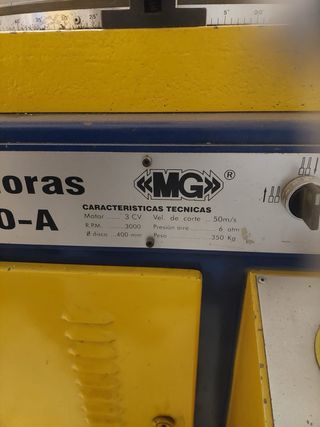 oras
0-A
MG ®
CARACTERISTICAS TECNICAS
Motor ...... 3 CV Vel. de corte ... 50m/s
R.P.M. ...... 3000 Presión aire ... 6 atm
Ø disco ...400 mm Peso ............ 350 Kg